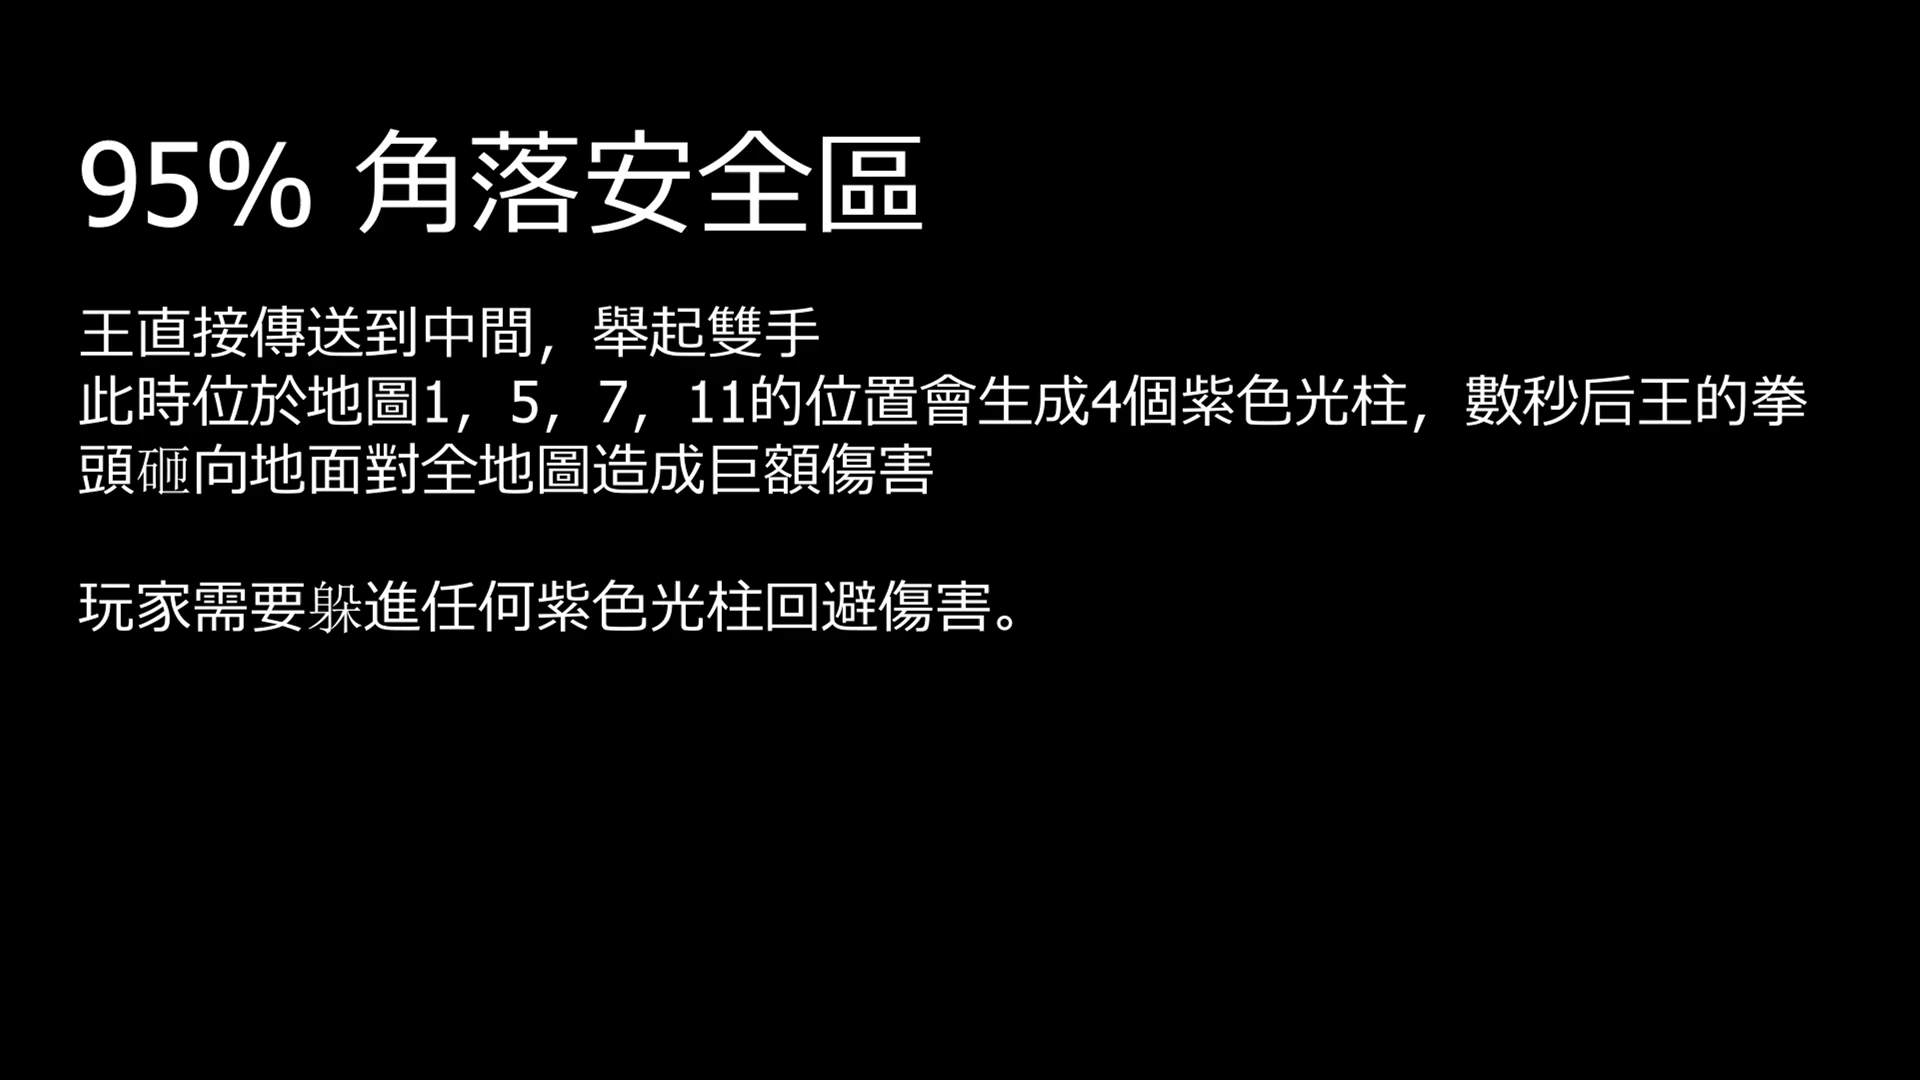 95% 角落安全區
王直接傳送到中間，舉起雙手
此時位於地圖1，5，7，11的位置會生成4個紫色光柱，數秒后王的拳
頭砸向地面對全地圖造成巨額傷害
玩家需要躲進任何紫色光柱回避傷害。